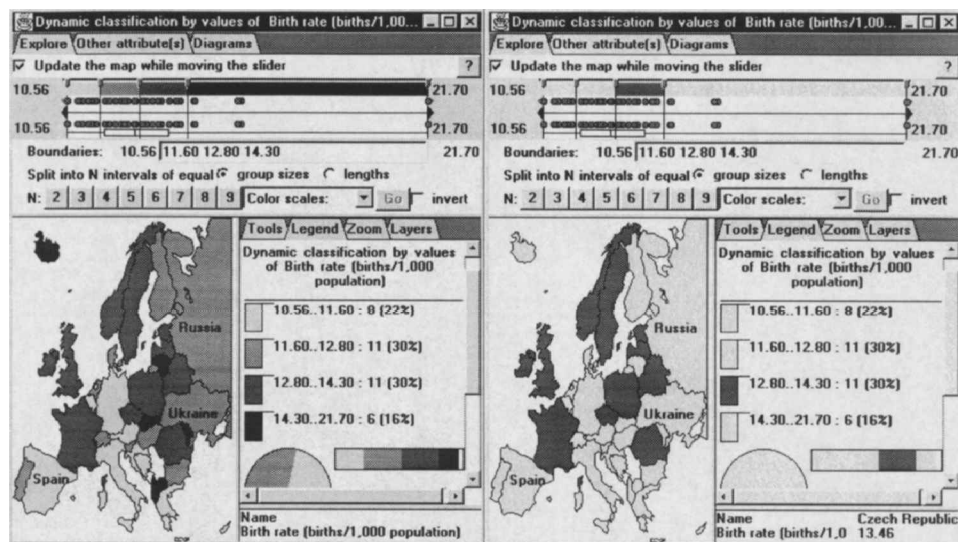 Dynamic classification by values of Birth rate (births/1,00...
Explore Other attribute(s) Diagrams
Update the map while moving the slider
?
10.56 21.70
10.56 21.70
Boundaries: 10.56 11.60 12.80 14.30 21.70
Split into N intervals of equal group sizes lengths
N: 2 3 4 5 6 7 8 9 Color scales: Go invert
Tools Legend Zoom Layers
Dynamic classification by values
of Birth rate (births/1,000
population)
10.56..11.60 : 8 (22%)
11.60..12.80 : 11 (30%)
12.80..14.30 : 11 (30%)
14.30..21.70 : 6 (16%)
Russia
Ukraine
Spain
Name
Birth rate (births/1,000 population)
Dynamic classification by values of Birth rate (births/1,00...
Explore Other attribute(s) Diagrams
Update the map while moving the slider
?
10.56 21.70
10.56 21.70
Boundaries: 10.56 11.60 12.80 14.30 21.70
Split into N intervals of equal group sizes lengths
N: 2 3 4 5 6 7 8 9 Color scales: Go invert
Tools Legend Zoom Layers
Dynamic classification by values
of Birth rate (births/1,000
population)
10.56..11.60 : 8 (22%)
11.60..12.80 : 11 (30%)
12.80..14.30 : 11 (30%)
14.30..21.70 : 6 (16%)
Russia
Ukraine
Spain
Name Czech Republic
Birth rate (births/1,0 13.46